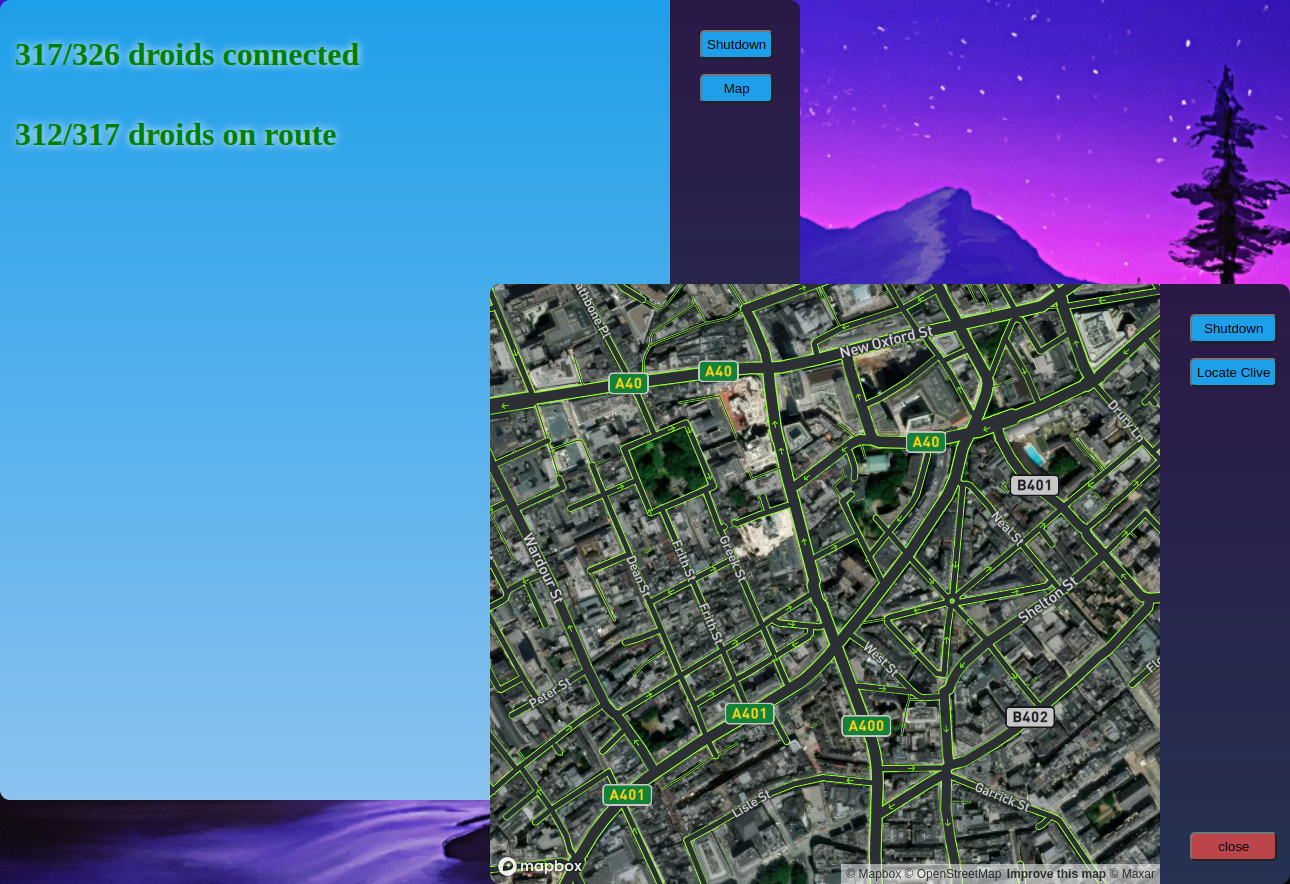 317/326 droids connected
312/317 droids on route
Shutdown
Map
Shutdown
Locate Clive
close
athbone Pl
New Oxford St
A40
A40
A40
Drury Ln
B401
Neal St
Wardour St
Dean St
Frith St
Greek St
Frith St
Shelton St
West St
Peter St
A401
A400
B402
A401
Lisle St
Garrick St
mapbox
© Mapbox © OpenStreetMap Improve this map © Maxar